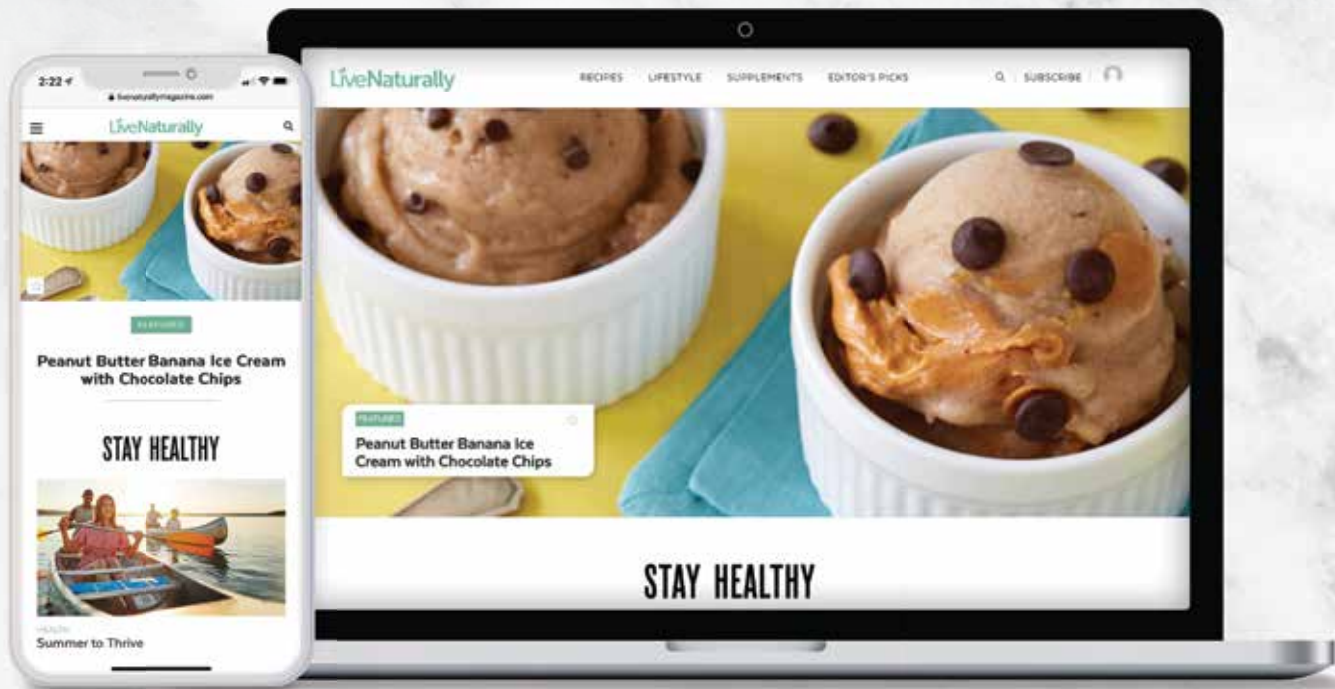 2:22
livenaturallymagazine.com
LiveNaturally
FEATURED
Peanut Butter Banana Ice Cream
with Chocolate Chips
STAY HEALTHY
HEALTH
Summer to Thrive
LiveNaturally
RECIPES LIFESTYLE SUPPLEMENTS EDITOR'S PICKS SUBSCRIBE
FEATURED
Peanut Butter Banana Ice
Cream with Chocolate Chips
STAY HEALTHY